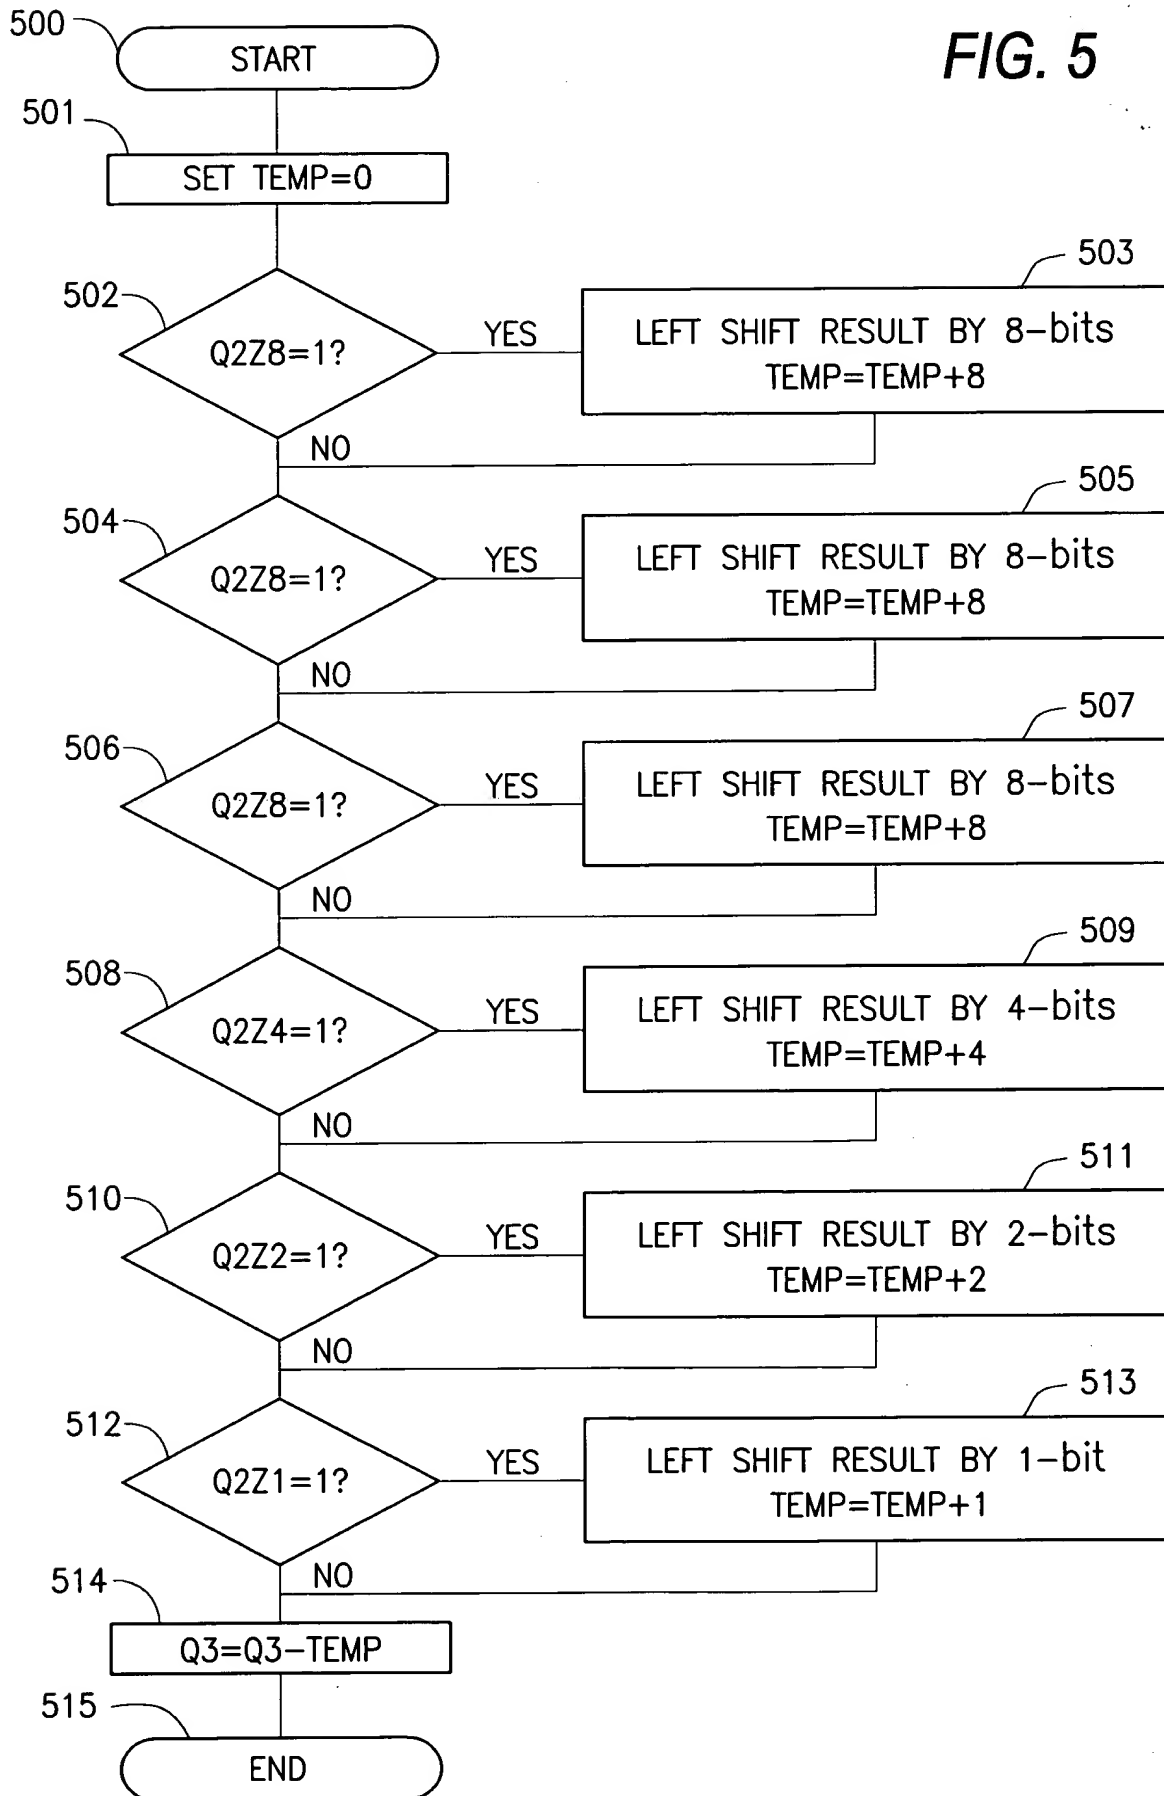 500
START
FIG. 5
501
SET TEMP=0
502
Q2Z8=1?
YES
503
LEFT SHIFT RESULT BY 8-bits
TEMP=TEMP+8
NO
504
Q2Z8=1?
YES
505
LEFT SHIFT RESULT BY 8-bits
TEMP=TEMP+8
NO
506
Q2Z8=1?
YES
507
LEFT SHIFT RESULT BY 8-bits
TEMP=TEMP+8
NO
508
Q2Z4=1?
YES
509
LEFT SHIFT RESULT BY 4-bits
TEMP=TEMP+4
NO
510
Q2Z2=1?
YES
511
LEFT SHIFT RESULT BY 2-bits
TEMP=TEMP+2
NO
512
Q2Z1=1?
YES
513
LEFT SHIFT RESULT BY 1-bit
TEMP=TEMP+1
NO
514
Q3=Q3-TEMP
515
END